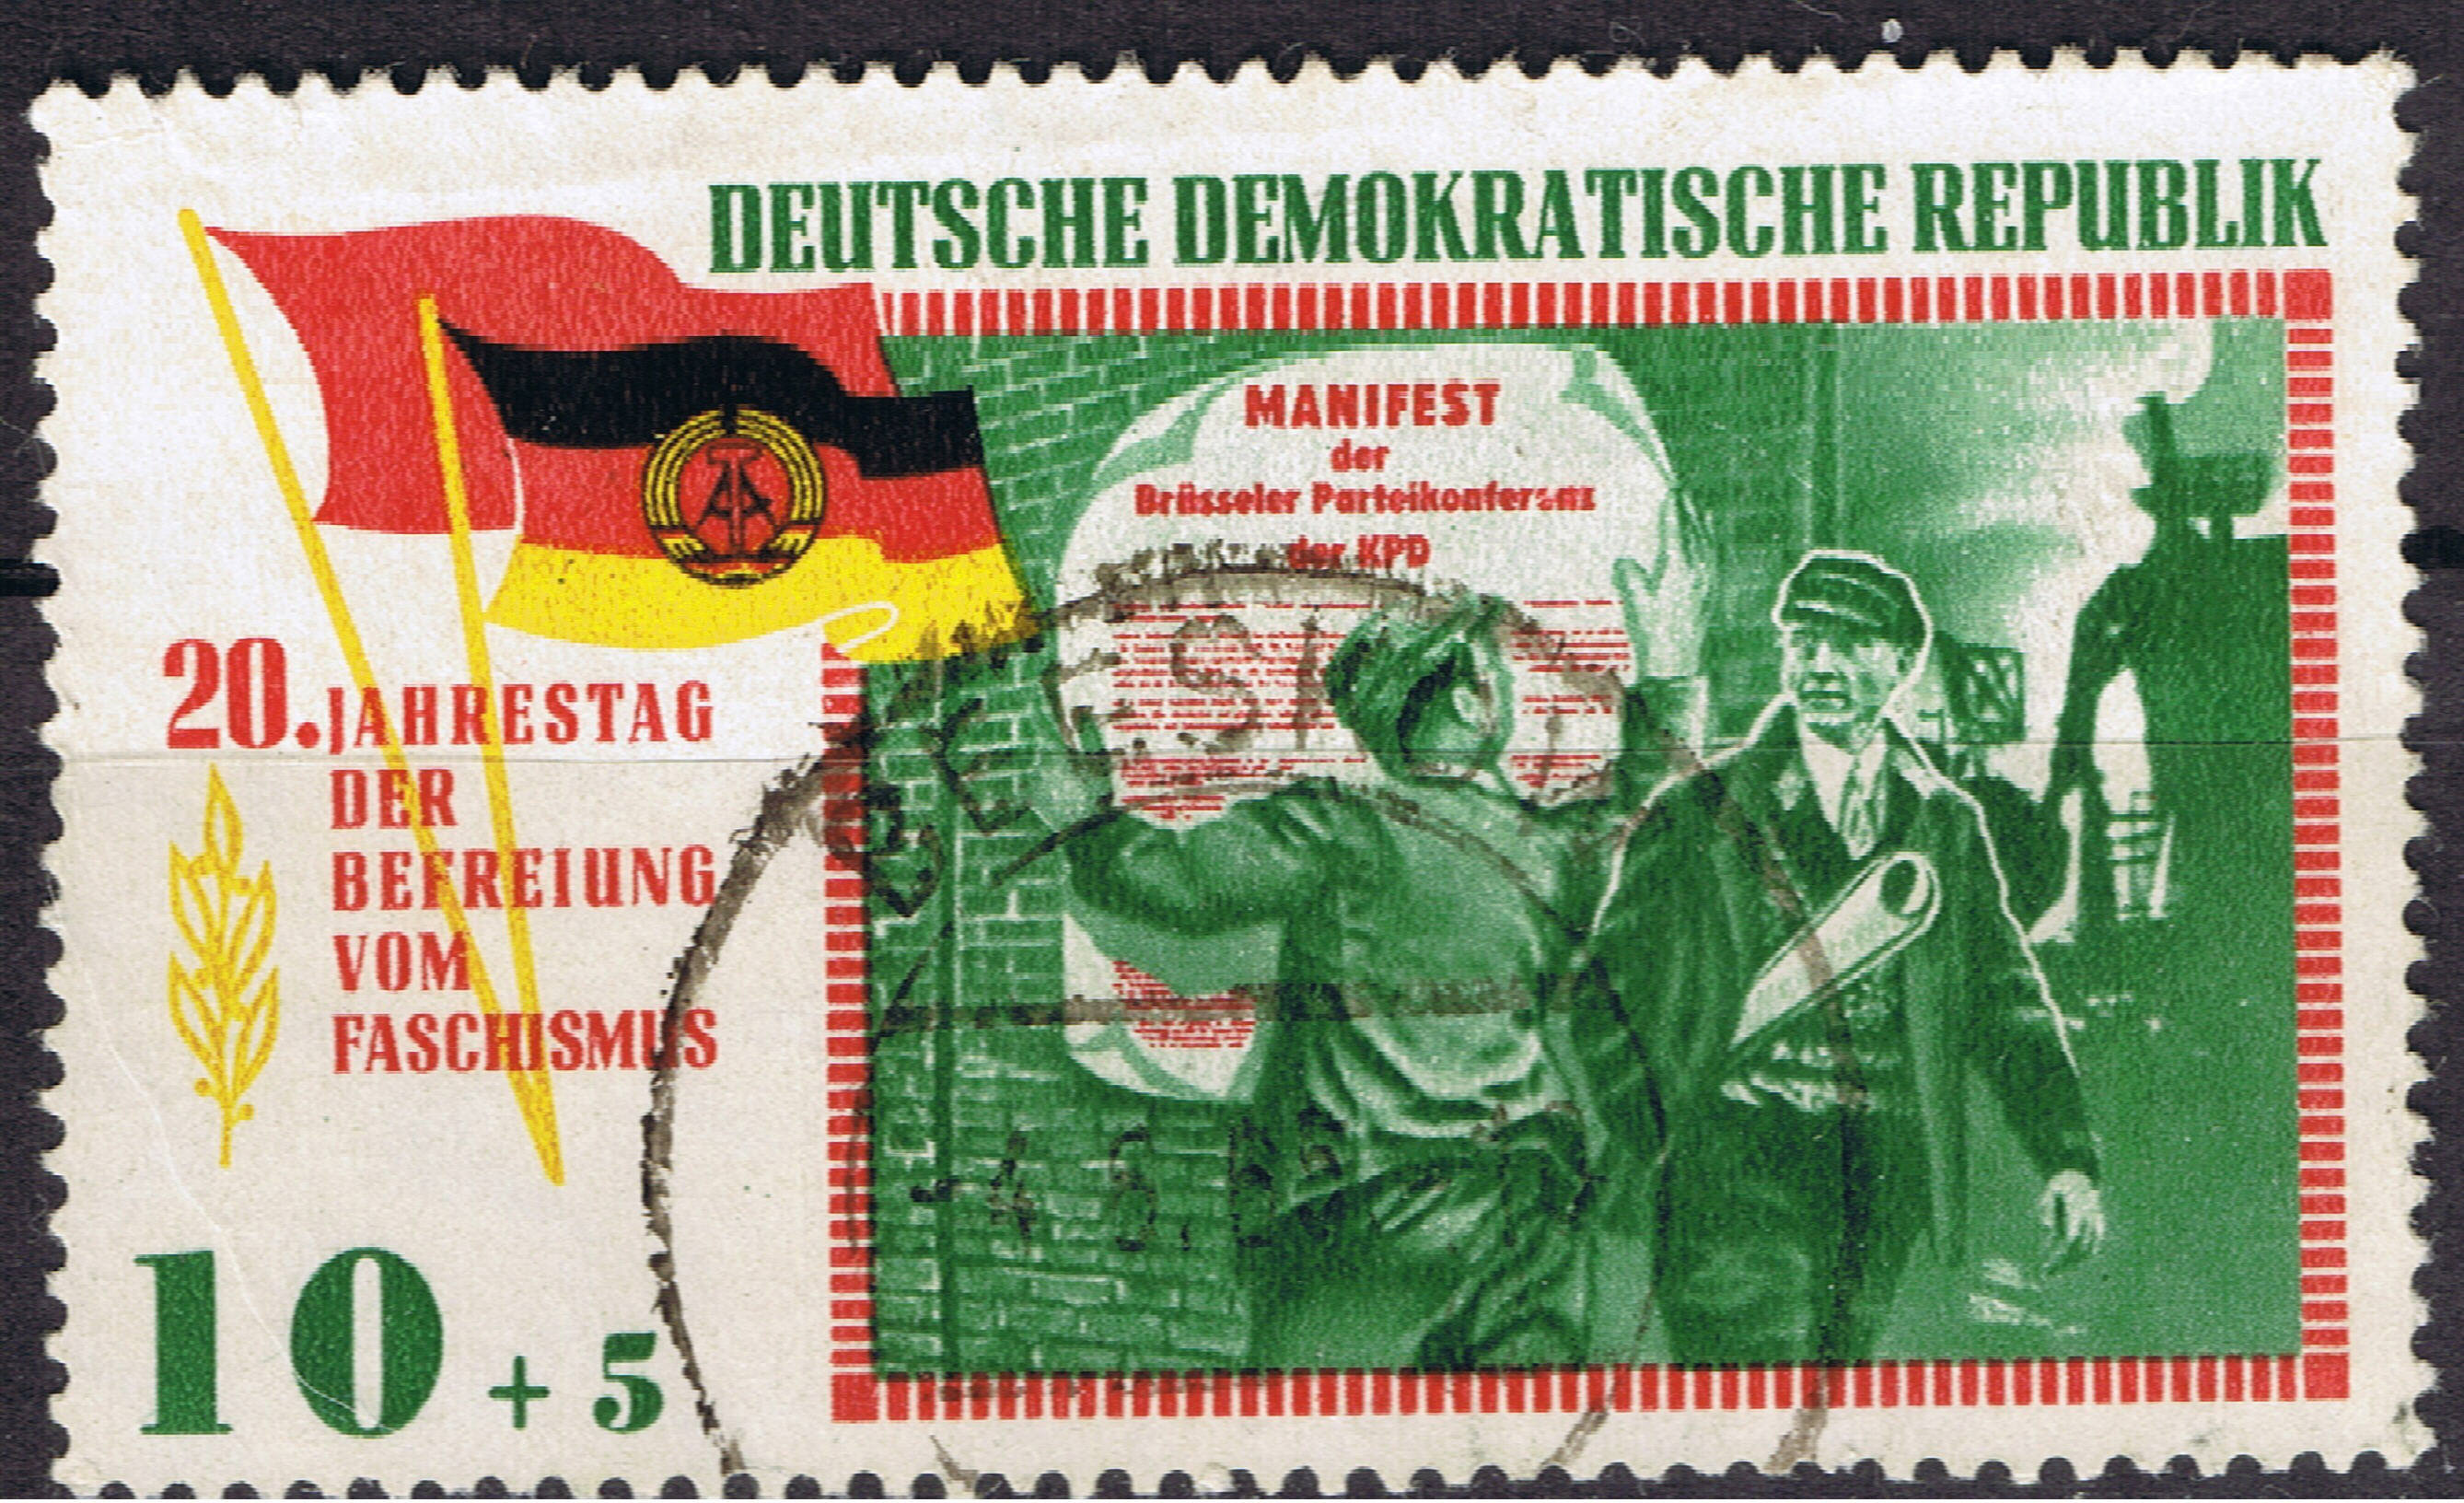 DEUTSCHE DEMOKRATISCHE REPUBLIK
MANIFEST
der
Brüsseler Parteikonferenz
der KPD
20. JAHRESTAG
DER
BEFREIUNG
VOM
FASCHISMUS
10 + 5